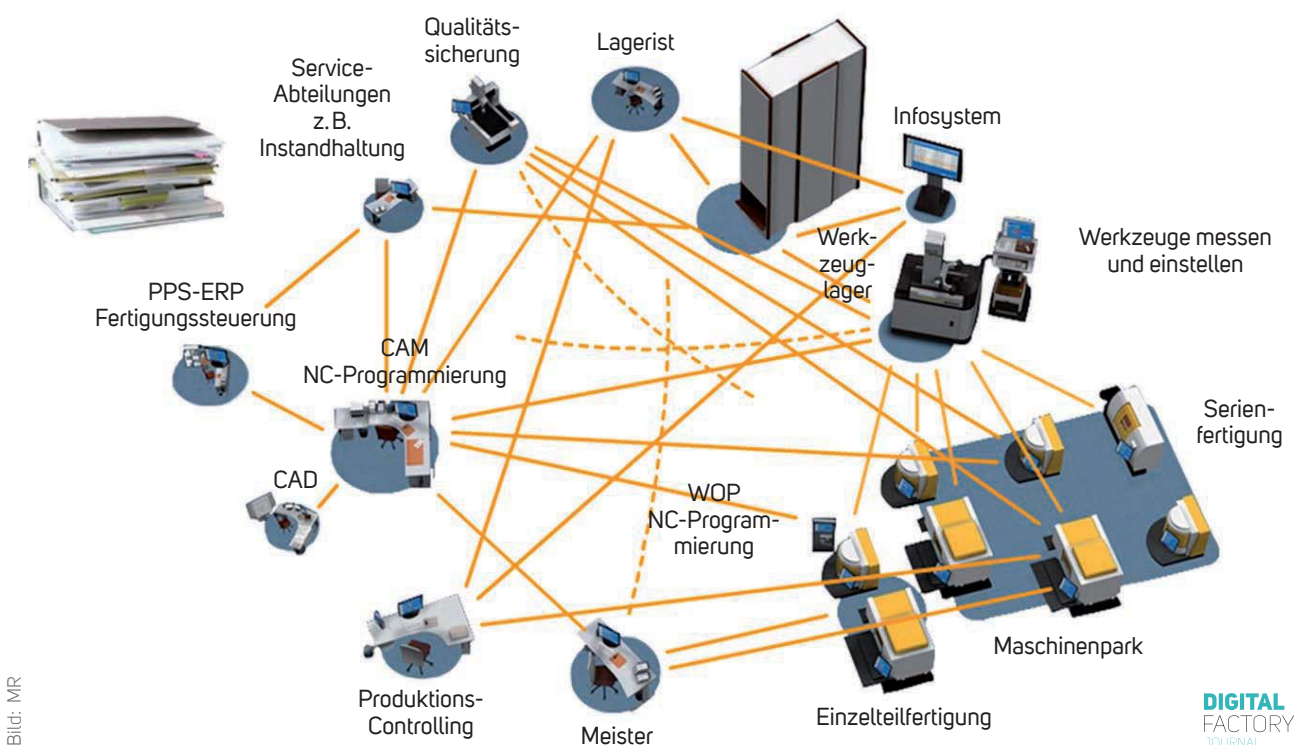 Qualitäts-
sicherung
Lagerist
Service-
Abteilungen
z. B.
Instandhaltung
Infosystem
Werk-
zeug-
lager
Werkzeuge messen
und einstellen
PPS-ERP
Fertigungssteuerung
CAM
NC-Programmierung
Serien-
fertigung
CAD
WOP
NC-Program-
mierung
Maschinenpark
Produktions-
Controlling
Meister
Einzelteilfertigung
Bild: MR
DIGITAL
FACTORY
JOURNAL